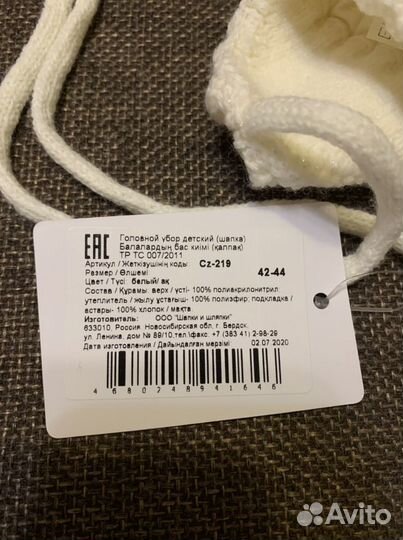 EAC
Головной убор детский (шапка)
Балалардың бас киімі (қалпақ)
ТР ТС 007/2011
Артикул / Жеткізушінің коды: Cz-219
Размер / Өлшемі 42-44
Цвет / Түсі: белый/ ақ
Состав / Құрамы: верх / үсті- 100% полиакрилонитрил
утеплитель / жылу ұстағыш- 100% полиэфир; подкладка /
астары- 100% хлопок / мақта
Изготовитель: ООО "Шапки и шляпки"
633010, Россия, Новосибирская обл, г. Бердск,
ул. Ленина, дом № 89/10,тел.\факс: +7 (383 41) 2-98-29
Дата изготовления / Дайындалған мерзімі 02.07.2020
Avito